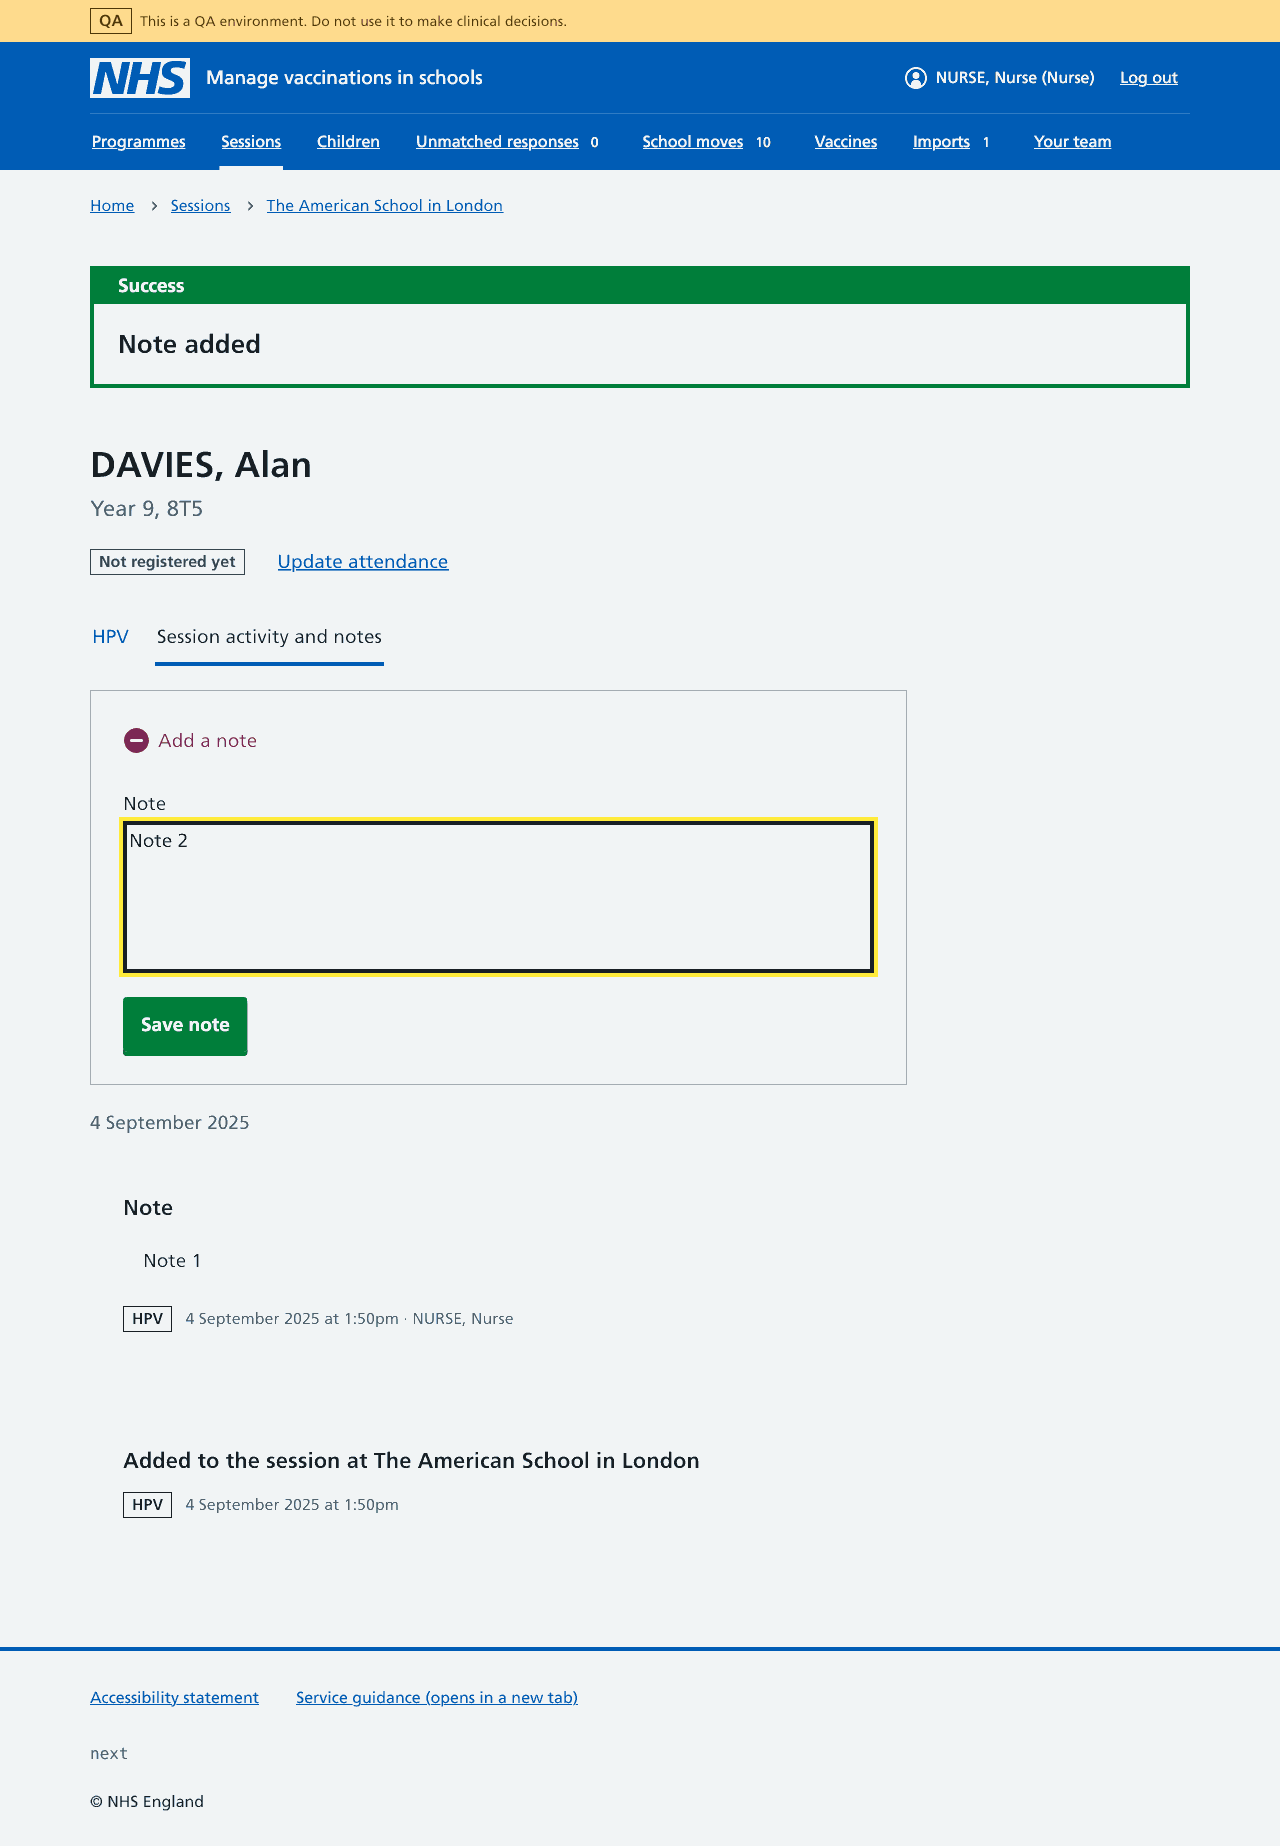 QA This is a QA environment. Do not use it to make clinical decisions.
NHS Manage vaccinations in schools NURSE, Nurse (Nurse) Log out
Programmes Sessions Children Unmatched responses 0 School moves 10 Vaccines Imports 1 Your team
Home Sessions The American School in London
Success
Note added
DAVIES, Alan
Year 9, 8T5
Not registered yet Update attendance
HPV Session activity and notes
Add a note
Note
Note 2
Save note
4 September 2025
Note
Note 1
HPV 4 September 2025 at 1:50pm · NURSE, Nurse
Added to the session at The American School in London
HPV 4 September 2025 at 1:50pm
Accessibility statement Service guidance (opens in a new tab)
next
© NHS England